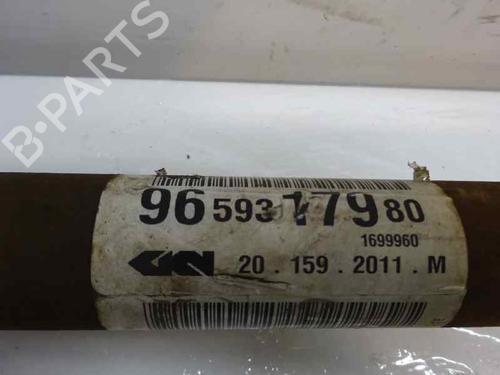 B-PARTS
96 593 179 80
1699960
GKN 20 . 159 . 2011 . M